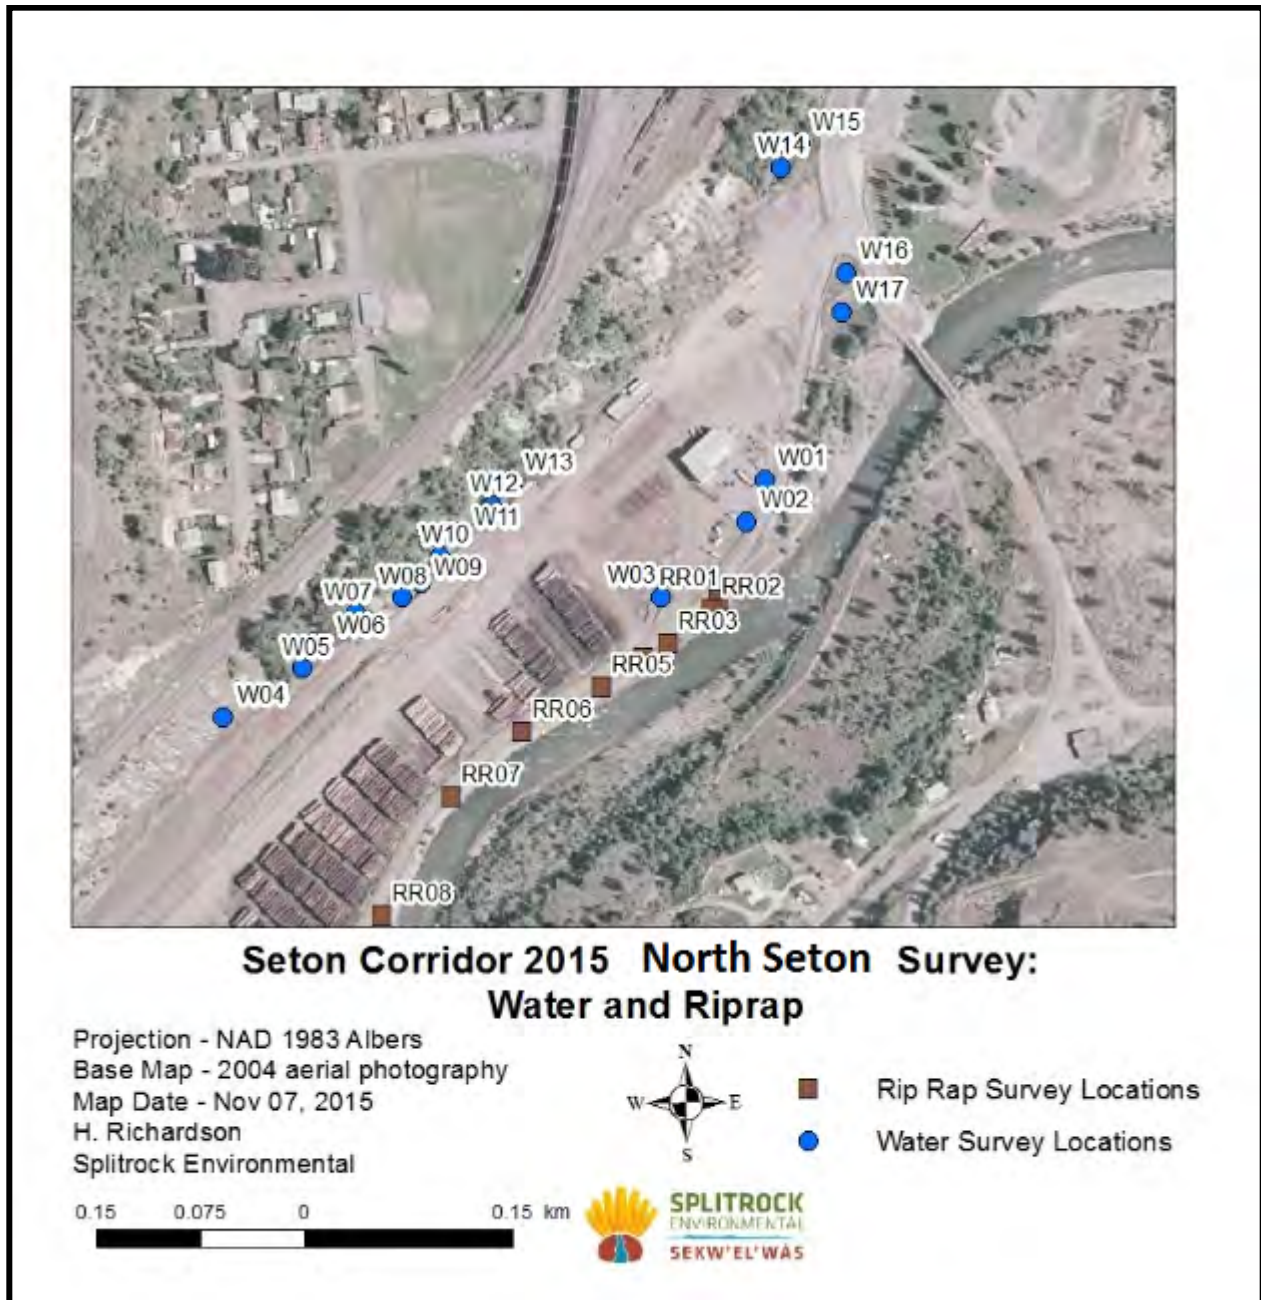 W15
W14
W16
W17
W13
W12
W11
W01
W02
W10
W09
W08
W07
W06
W03
RR01
RR02
RR03
W05
RR05
W04
RR06
RR07
RR08
Seton Corridor 2015 North Seton Survey:
Water and Riprap
Projection - NAD 1983 Albers
Base Map - 2004 aerial photography
Map Date - Nov 07, 2015
H. Richardson
Splitrock Environmental
N
W E
S
Rip Rap Survey Locations
Water Survey Locations
0.15 0.075 0 0.15 km
SPLITROCK
ENVIRONMENTAL
SEKW'EL'WÁS